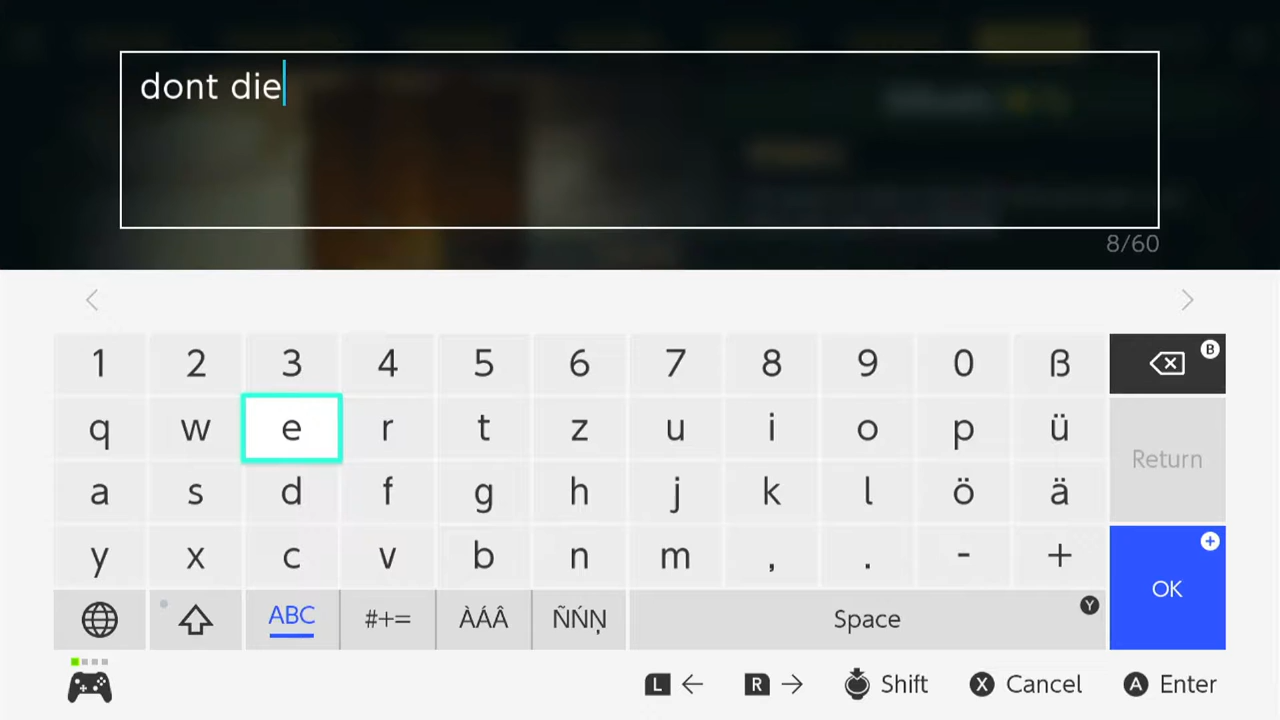 dont die
8/60
1 2 3 4 5 6 7 8 9 0 ß B
q w e r t z u i o p ü Return
a s d f g h j k l ö ä
y x c v b n m , . - + OK +
ABC #+= ÀÁÂ ÑŃŅ Space Y
L ← R → Shift X Cancel A Enter